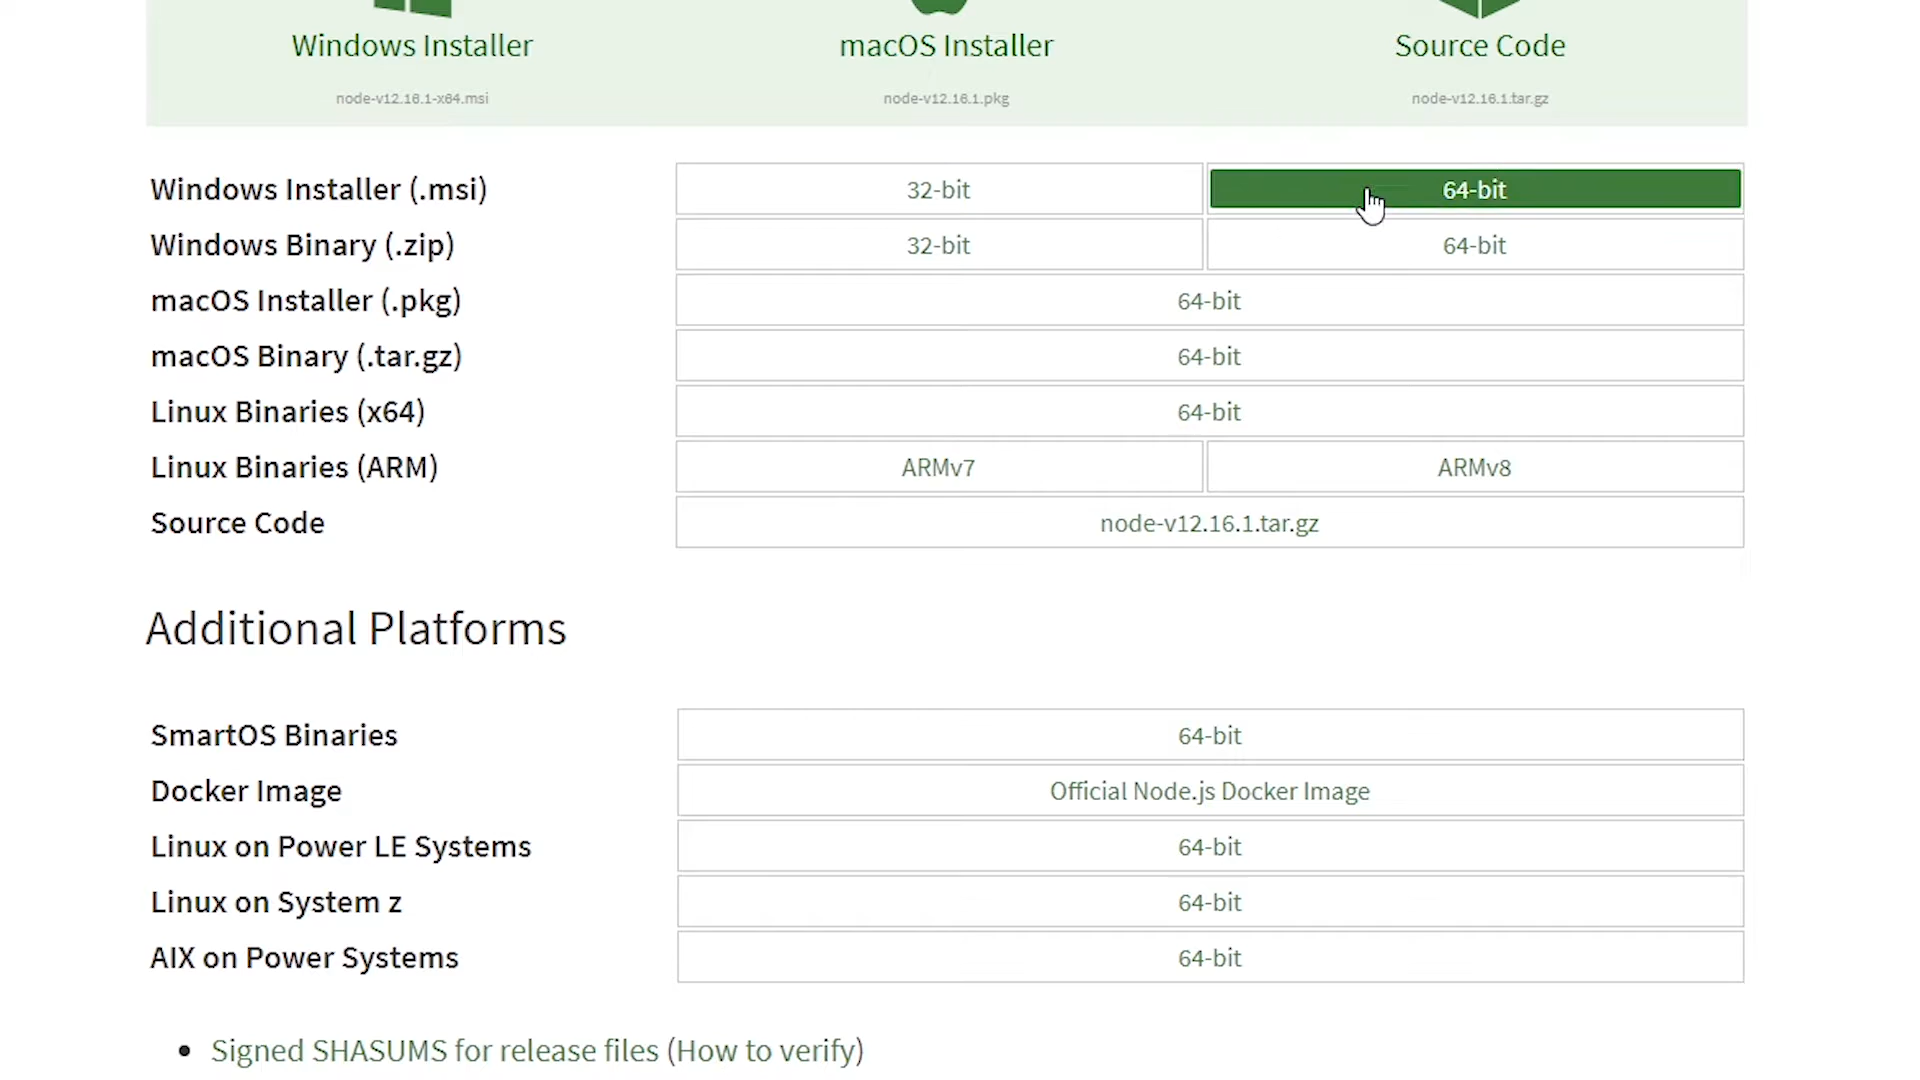 Windows Installer macOS Installer Source Code
node-v12.16.1-x64.msi node-v12.16.1.pkg node-v12.16.1.tar.gz
Windows Installer (.msi) 32-bit 64-bit
Windows Binary (.zip) 32-bit 64-bit
macOS Installer (.pkg) 64-bit
macOS Binary (.tar.gz) 64-bit
Linux Binaries (x64) 64-bit
Linux Binaries (ARM) ARMv7 ARMv8
Source Code node-v12.16.1.tar.gz
Additional Platforms
SmartOS Binaries 64-bit
Docker Image Official Node.js Docker Image
Linux on Power LE Systems 64-bit
Linux on System z 64-bit
AIX on Power Systems 64-bit
Signed SHASUMS for release files (How to verify)